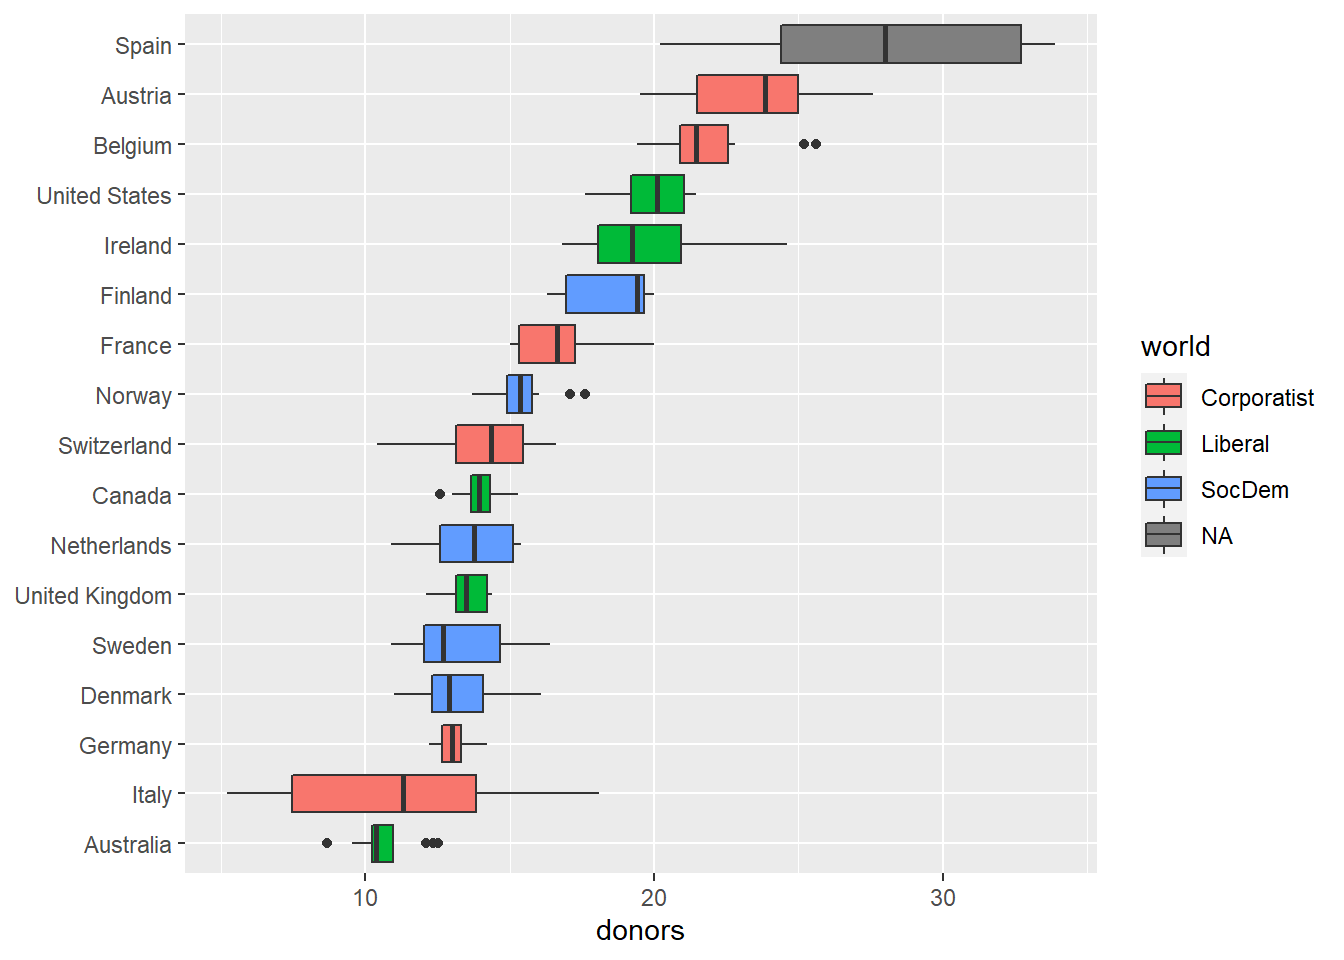 Spain
Austria
Belgium
United States
Ireland
Finland
France
Norway
Switzerland
Canada
Netherlands
United Kingdom
Sweden
Denmark
Germany
Italy
Australia
10 20 30
donors
world
Corporatist
Liberal
SocDem
NA